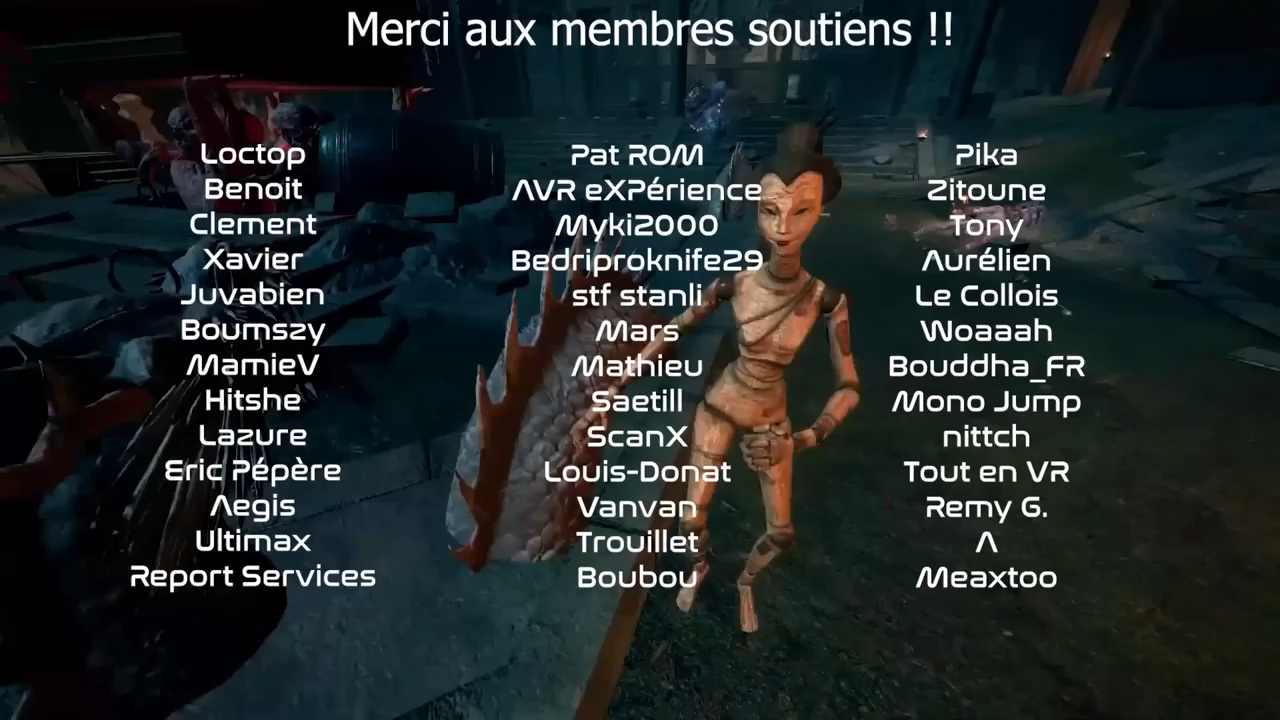 Merci aux membres soutiens !!
Loctop
Benoit
Clement
Xavier
Juvabien
Boumszy
MamieV
Hitshe
Lazure
Eric Pépère
Aegis
Ultimax
Report Services
Pat ROM
AVR eXPérience
Myki2000
Bedriproknife29
stf stanli
Mars
Mathieu
Saetill
ScanX
Louis-Donat
Vanvan
Trouillet
Boubou
Pika
Zitoune
Tony
Aurélien
Le Collois
Woaaah
Bouddha_FR
Mono Jump
nittch
Tout en VR
Remy G.
A
Meaxtoo